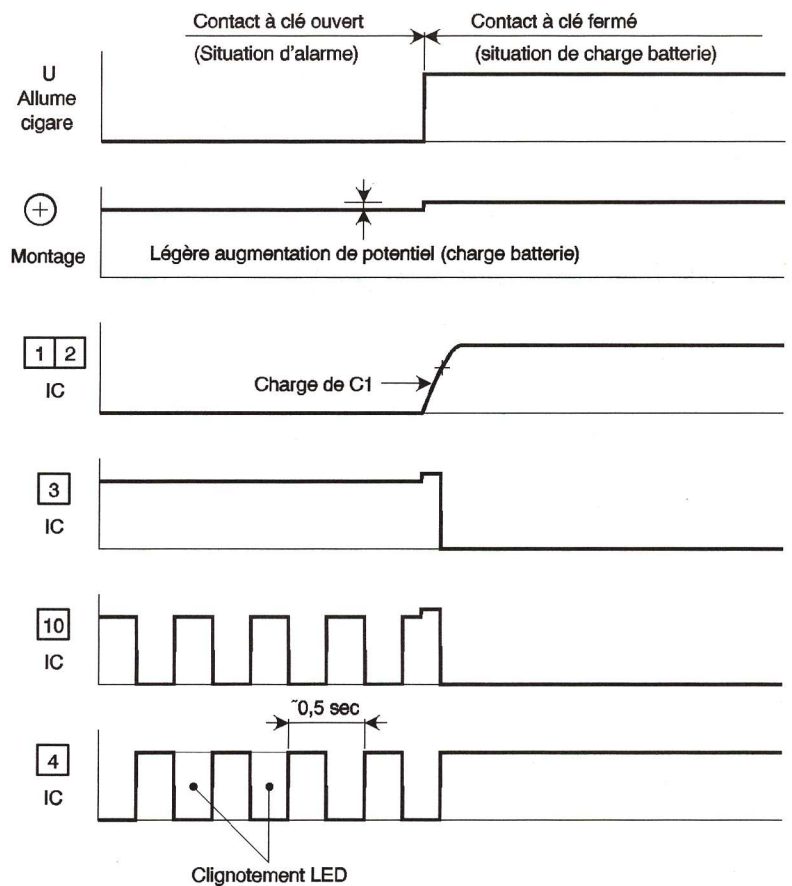 Contact à clé ouvert
Contact à clé fermé
(Situation d'alarme)
(situation de charge batterie)
U
Allume
cigare
+
Montage
Légère augmentation de potentiel (charge batterie)
1 2
IC
Charge de C1
3
IC
10
IC
~0,5 sec
4
IC
Clignotement LED